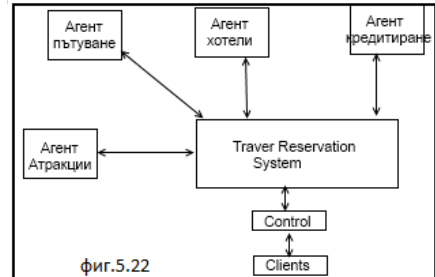 Агент
пътуване
Агент
хотели
Агент
кредитиране
Агент
Атракции
Traver Reservation
System
Control
Clients
фиг.5.22